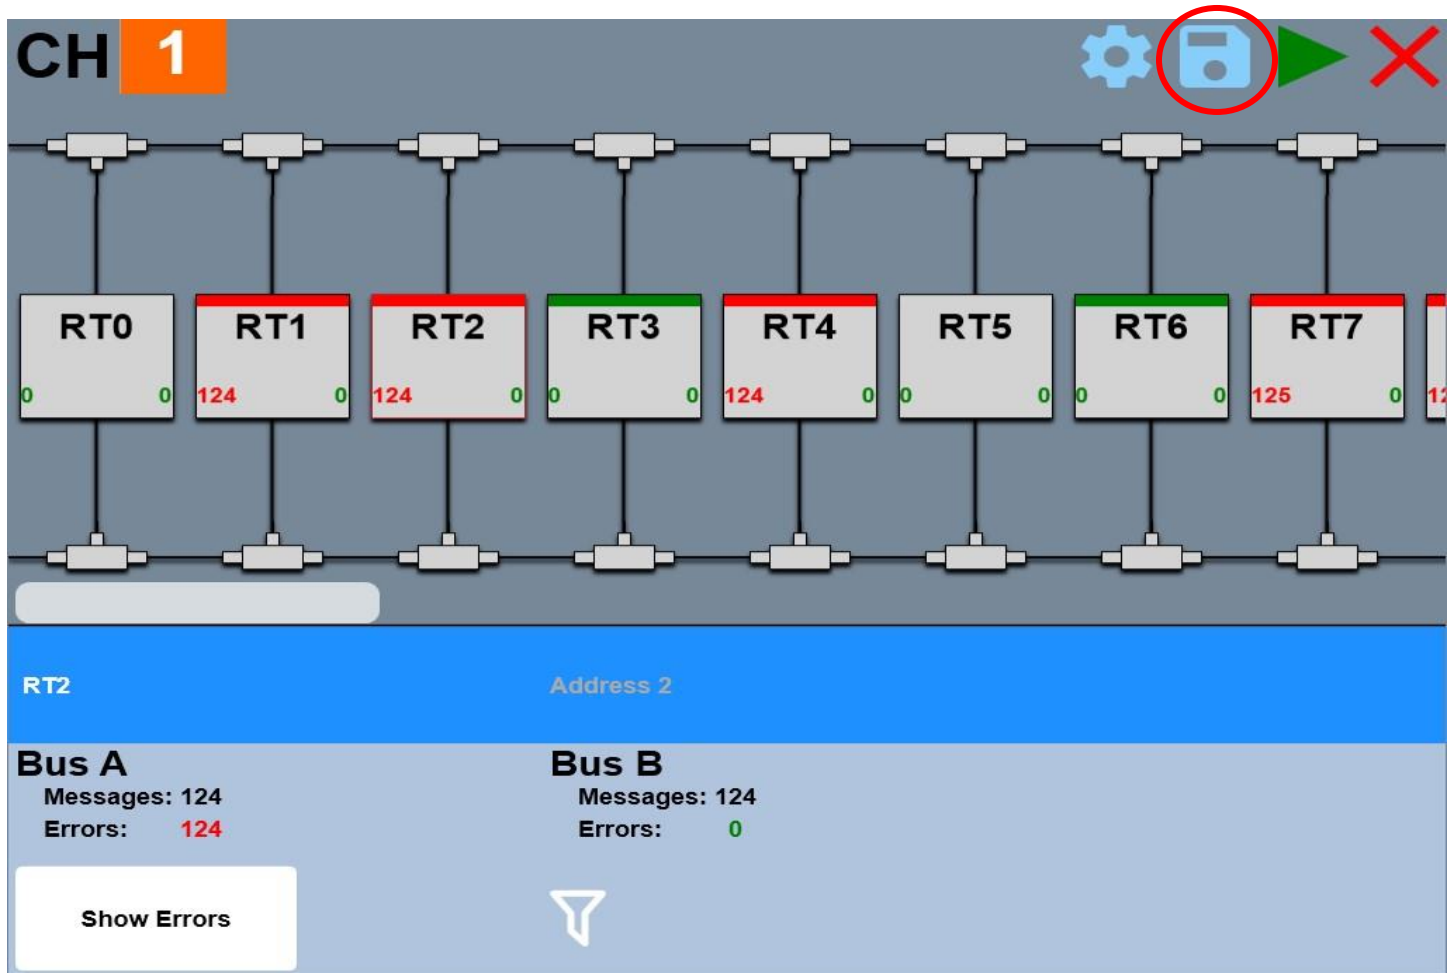 CH 1
RT0 RT1 RT2 RT3 RT4 RT5 RT6 RT7
0 0 124 0 124 0 0 0 124 0 0 0 0 0 125 0
RT2 Address 2
Bus A Bus B
Messages: 124 Messages: 124
Errors: 124 Errors: 0
Show Errors